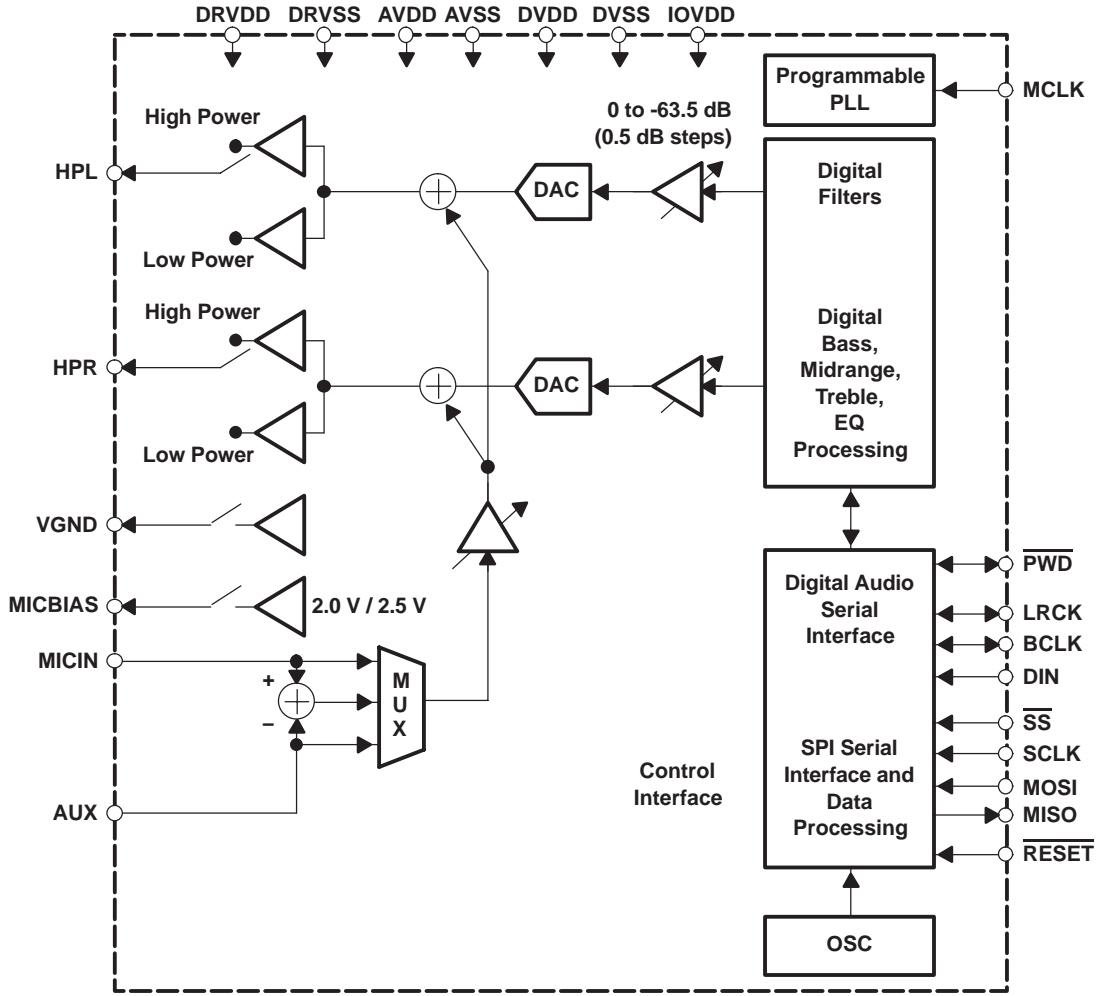 DRVDD DRVSS AVDD AVSS DVDD DVSS IOVDD
Programmable
PLL
MCLK
0 to -63.5 dB
(0.5 dB steps)
High Power
HPL
Low Power
DAC
Digital
Filters
High Power
HPR
Low Power
DAC
Digital
Bass,
Midrange,
Treble,
EQ
Processing
VGND
MICBIAS
2.0 V / 2.5 V
MICIN
+
–
M
U
X
AUX
Digital Audio
Serial
Interface
SPI Serial
Interface and
Data
Processing
Control
Interface
PWD
LRCK
BCLK
DIN
SS
SCLK
MOSI
MISO
RESET
OSC